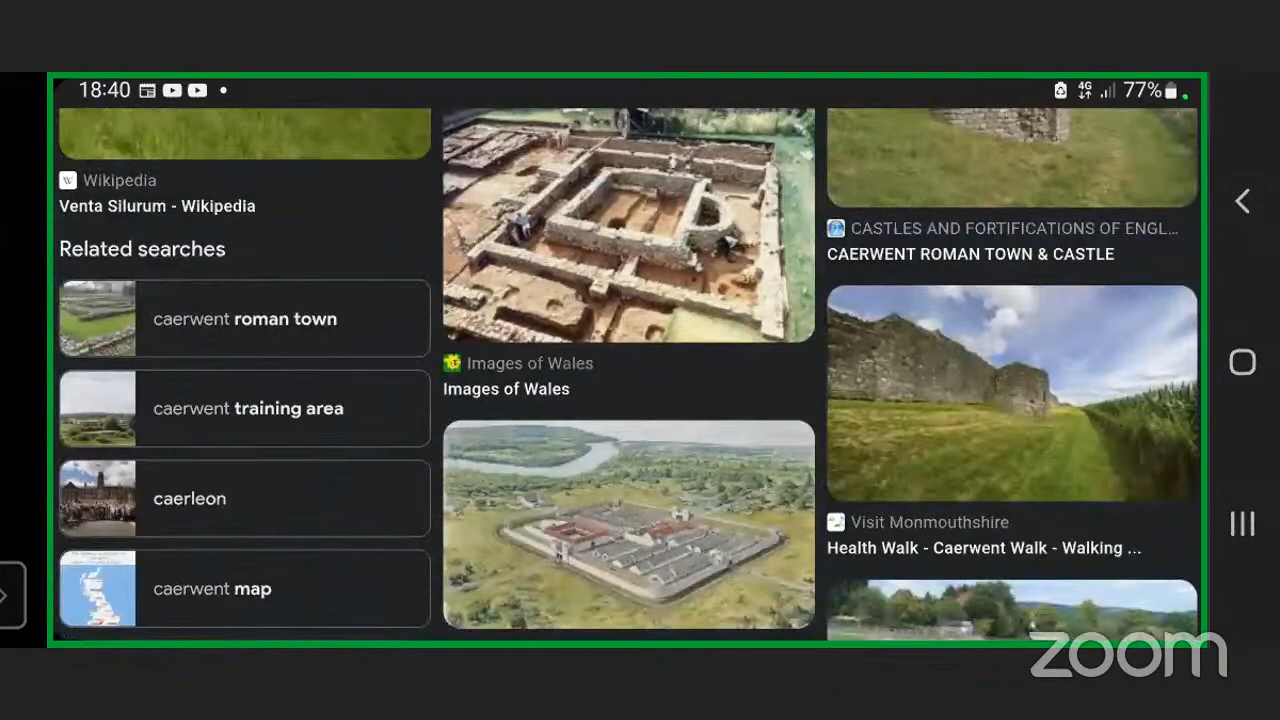 18:40
4G
77%
W Wikipedia
Venta Silurum - Wikipedia
Related searches
caerwent roman town
caerwent training area
caerleon
caerwent map
Images of Wales
Images of Wales
CASTLES AND FORTIFICATIONS OF ENGL...
CAERWENT ROMAN TOWN & CASTLE
Visit Monmouthshire
Health Walk - Caerwent Walk - Walking ...
zoom